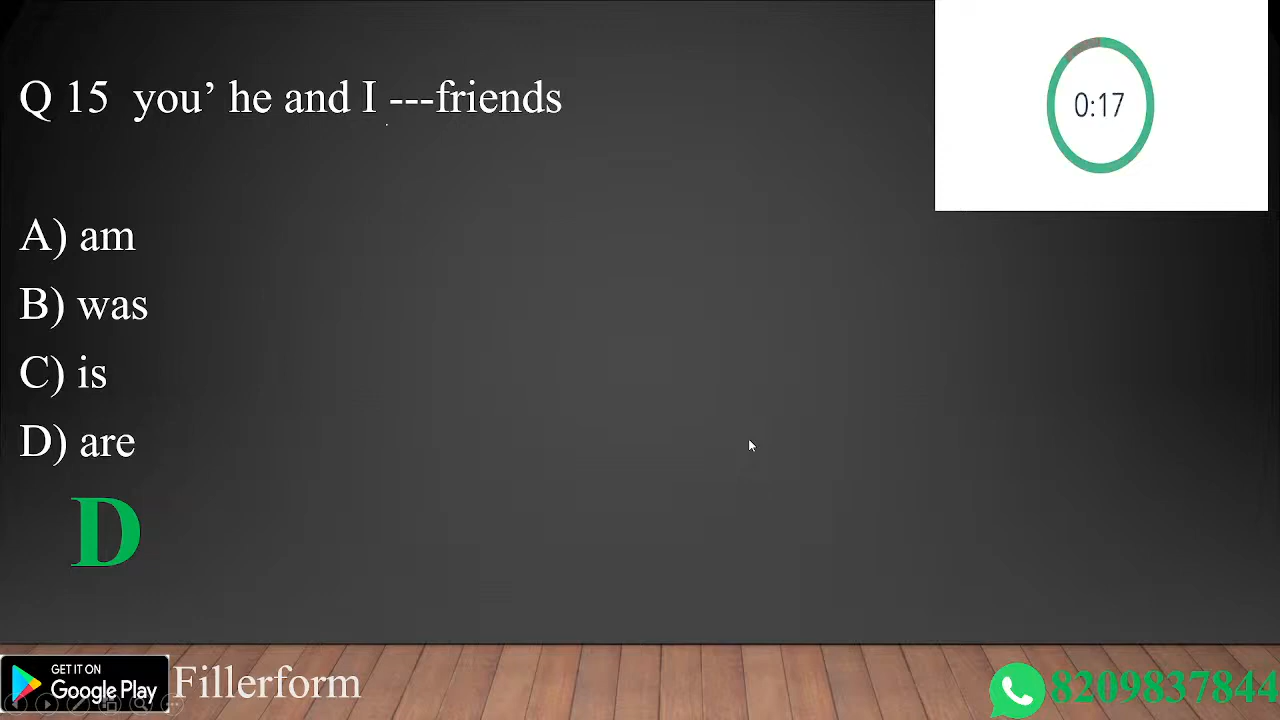 Q 15 you’ he and I ---friends
0:17
A) am
B) was
C) is
D) are
D
GET IT ON
Google Play
Fillerform
8209837844